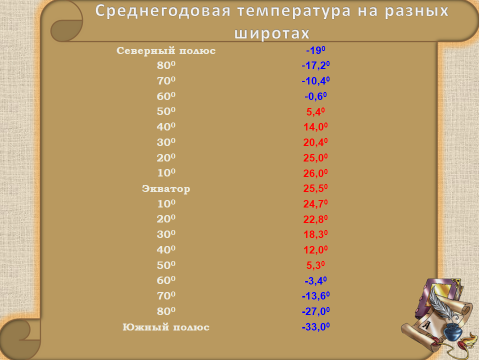 Среднегодовая температура на разных
широтах
Северный полюс -19⁰
80⁰ -17,2⁰
70⁰ -10,4⁰
60⁰ -0,6⁰
50⁰ 5,4⁰
40⁰ 14,0⁰
30⁰ 20,4⁰
20⁰ 25,0⁰
10⁰ 26,0⁰
Экватор 25,5⁰
10⁰ 24,7⁰
20⁰ 22,8⁰
30⁰ 18,3⁰
40⁰ 12,0⁰
50⁰ 5,3⁰
60⁰ -3,4⁰
70⁰ -13,6⁰
80⁰ -27,0⁰
Южный полюс -33,0⁰
A